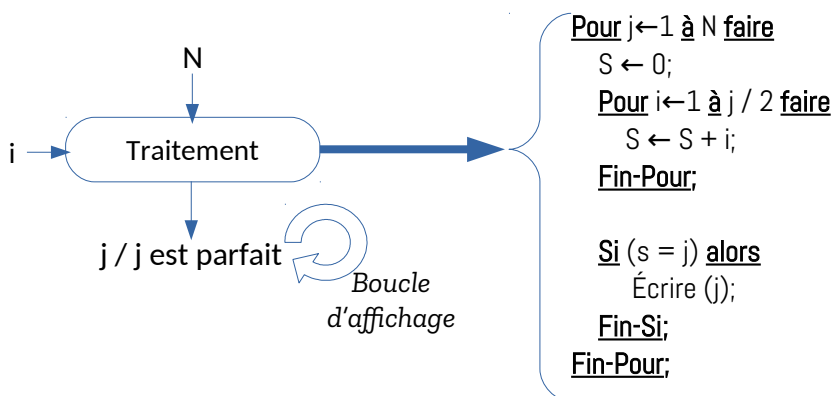 N
i
Traitement
j / j est parfait
Boucle
d'affichage
Pour j←1 à N faire
S ← 0;
Pour i←1 à j / 2 faire
S ← S + i;
Fin-Pour;
Si (s = j) alors
Écrire (j);
Fin-Si;
Fin-Pour;